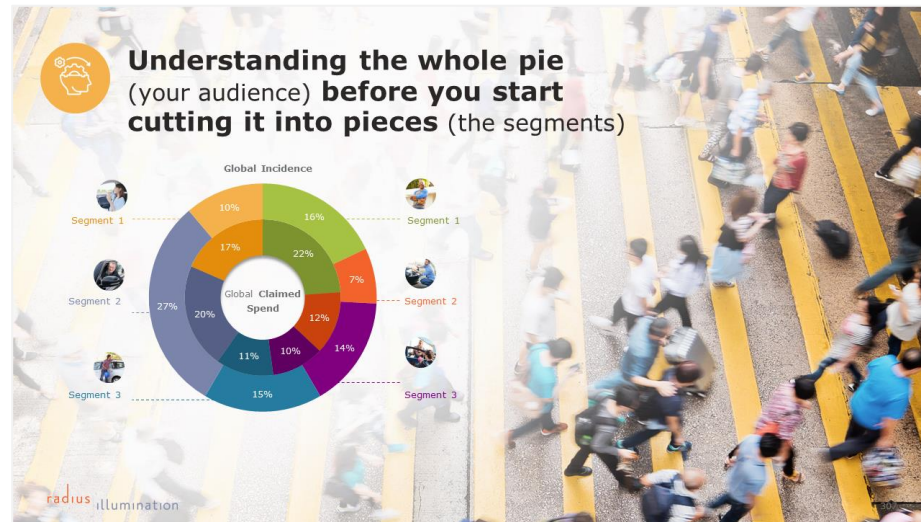 Understanding the whole pie
(your audience) before you start
cutting it into pieces (the segments)
Global Incidence
Segment 1
Segment 2
Segment 3
10%
16%
17%
22%
27%
7%
20%
12%
11%
10%
14%
15%
Global Claimed
Spend
Segment 1
Segment 2
Segment 3
radius
illumination